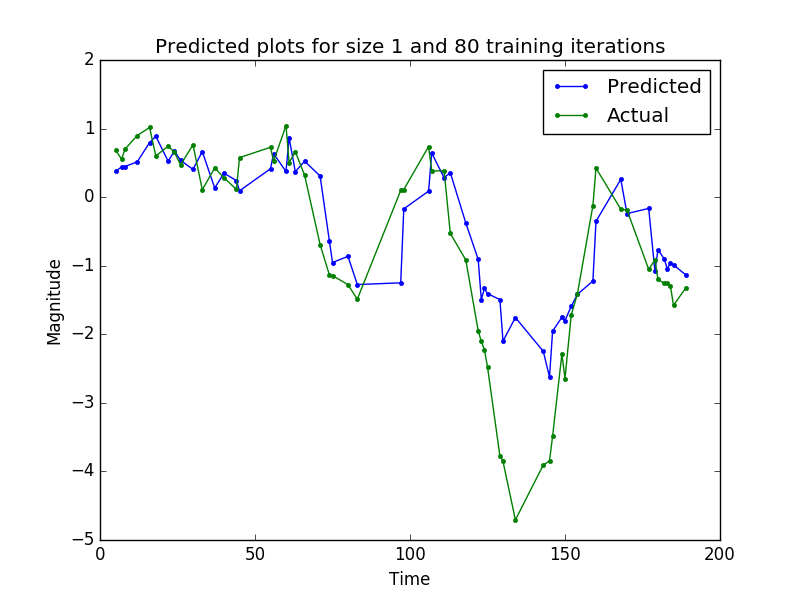 Predicted plots for size 1 and 80 training iterations
Predicted
Actual
2
1
0
−1
−2
−3
−4
−5
Magnitude
0
50
100
150
200
Time